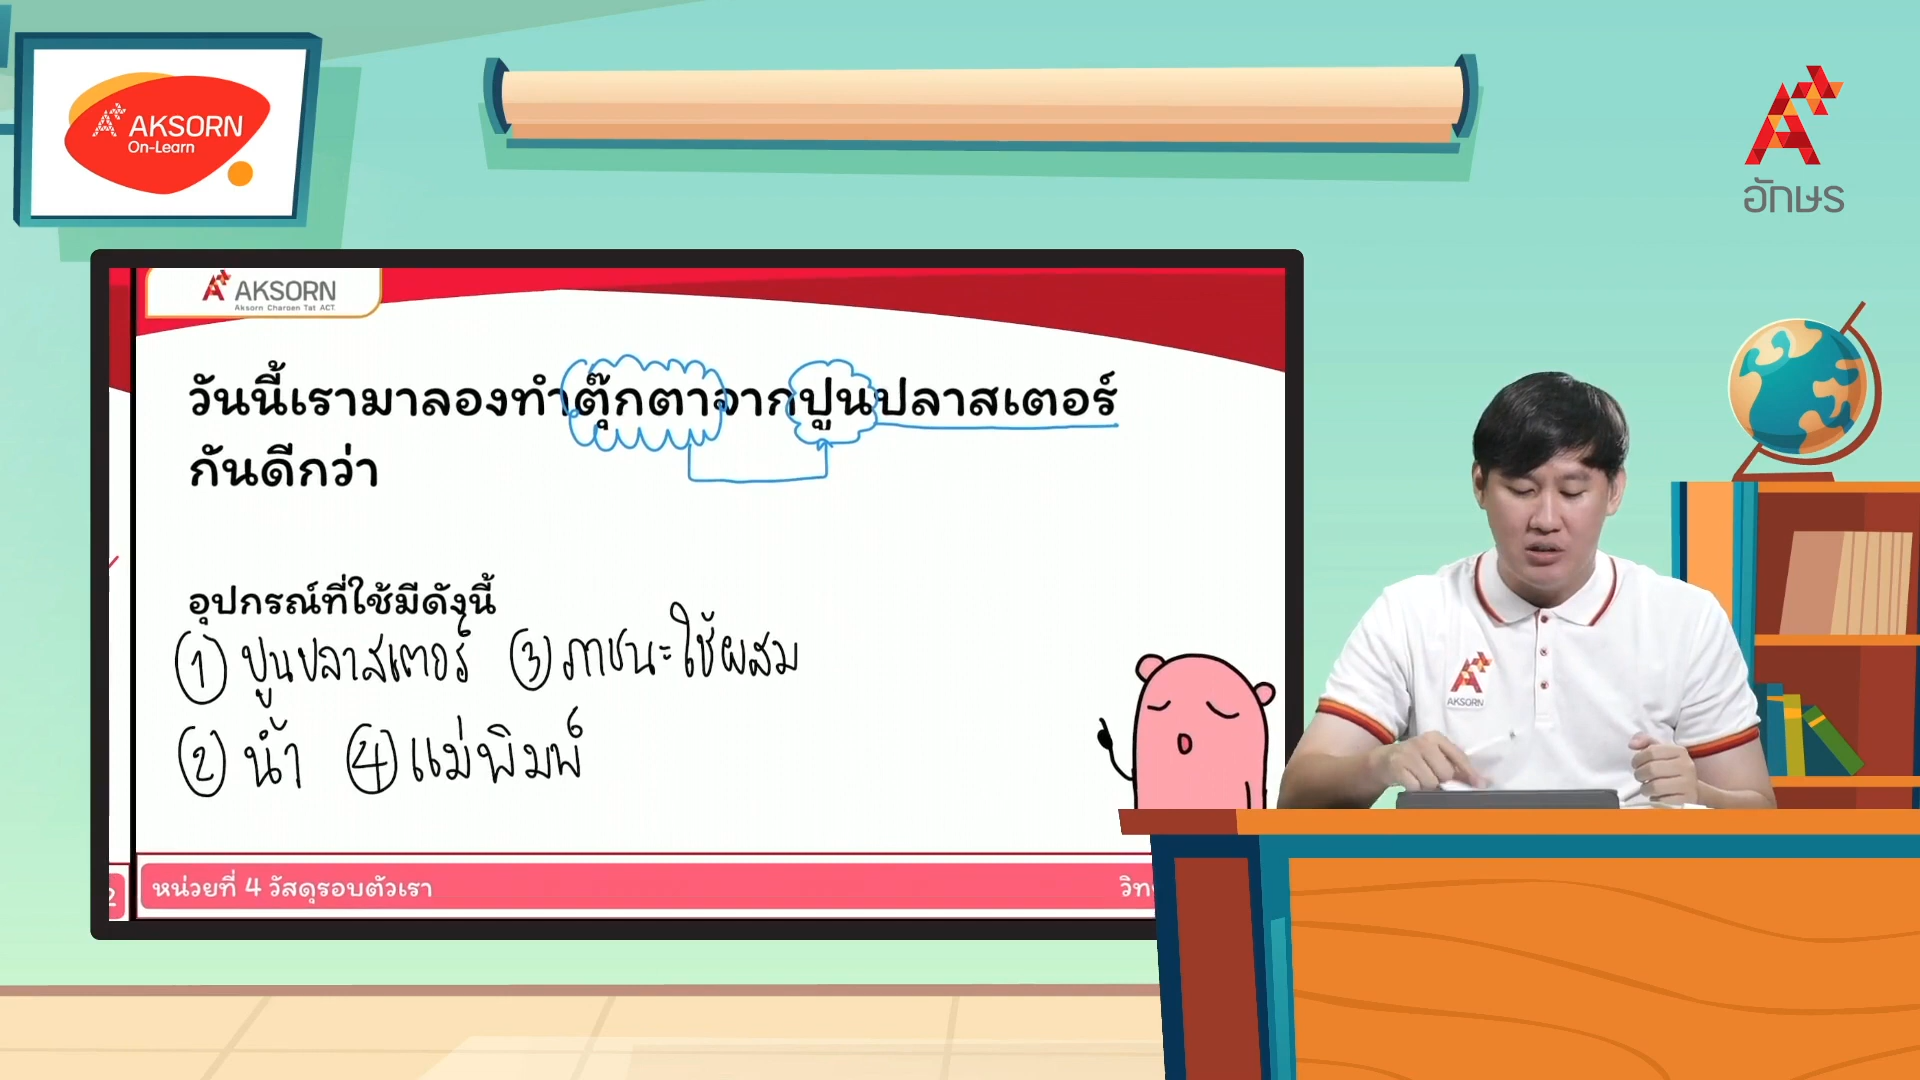 AKSORN
On-Learn
อักษร
AKSORN
Aksorn Charoen Tat ACT.
วันนี้เรามาลองทำตุ๊กตาจากปูนปลาสเตอร์
กันดีกว่า
อุปกรณ์ที่ใช้มีดังนี้
① ปูนปลาสเตอร์ ③ ภาชนะใช้ผสม
② น้ำ ④ แม่พิมพ์
AKSORN
2
หน่วยที่ 4 วัสดุรอบตัวเรา